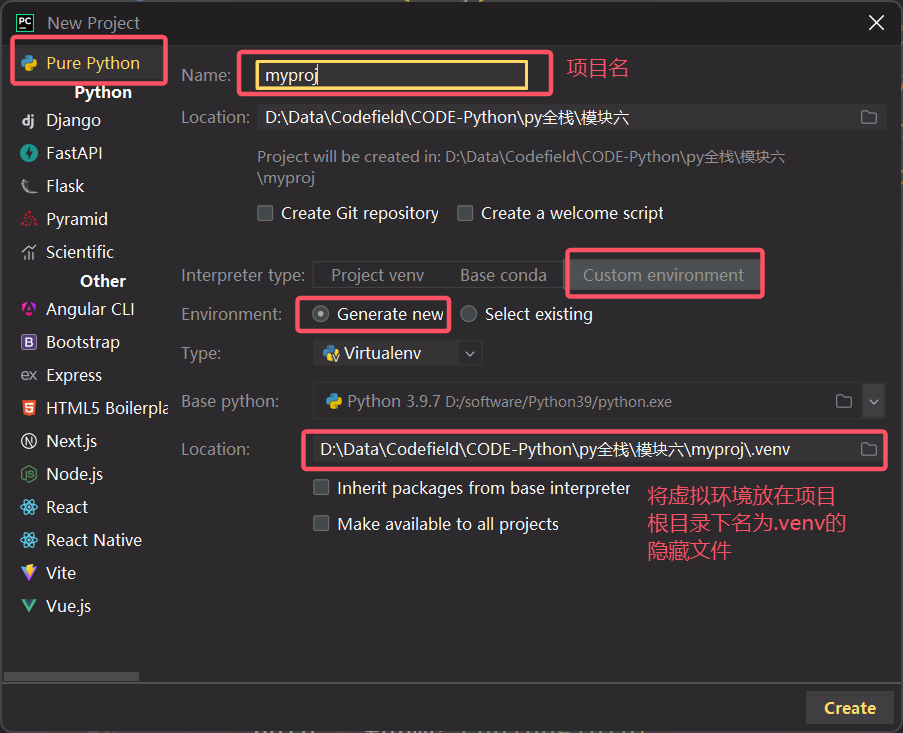 PC New Project
Pure Python
Python
dj Django
FastAPI
Flask
Pyramid
Scientific
Other
Angular CLI
B Bootstrap
ex Express
HTML5 Boilerpla
Next.js
Node.js
React
React Native
Vite
Vue.js
Name: myproj 项目名
Location: D:\Data\Codefield\CODE-Python\py全栈\模块六
Project will be created in: D:\Data\Codefield\CODE-Python\py全栈\模块六
\myproj
Create Git repository Create a welcome script
Interpreter type: Project venv Base conda Custom environment
Environment: Generate new Select existing
Type: Virtualenv
Base python: Python 3.9.7 D:/software/Python39/python.exe
Location: D:\Data\Codefield\CODE-Python\py全栈\模块六\myproj\.venv
Inherit packages from base interpreter
Make available to all projects
将虚拟环境放在项目
根目录下名为.venv的
隐藏文件
Create